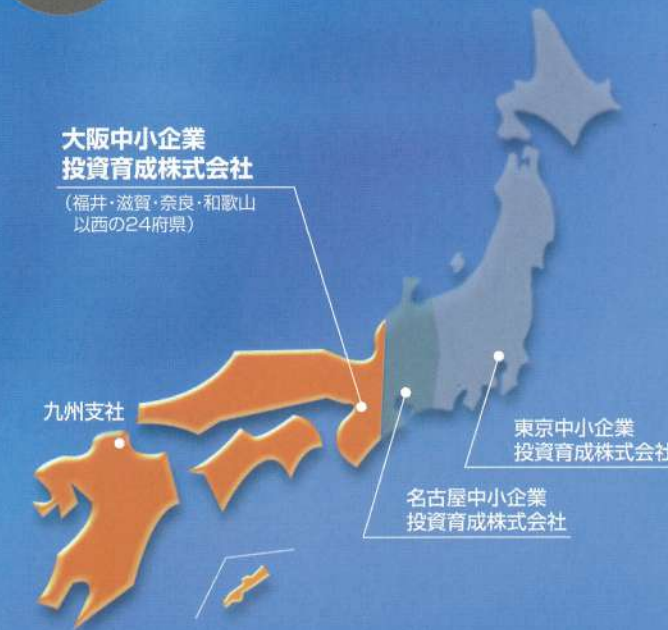 大阪中小企業
投資育成株式会社
(福井・滋賀・奈良・和歌山
以西の24府県)
九州支社
東京中小企業
投資育成株式会社
名古屋中小企業
投資育成株式会社